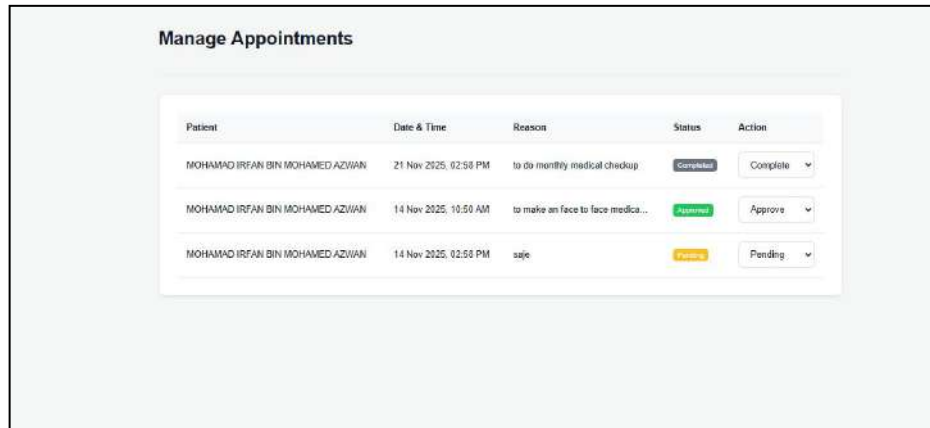 Manage Appointments
Patient Date & Time Reason Status Action
MOHAMAD IRFAN BIN MOHAMED AZWAN 21 Nov 2025, 02:58 PM to do monthly medical checkup Completed Complete
MOHAMAD IRFAN BIN MOHAMED AZWAN 14 Nov 2025, 10:50 AM to make an face to face medica... Approved Approve
MOHAMAD IRFAN BIN MOHAMED AZWAN 14 Nov 2025, 02:58 PM saje Pending Pending